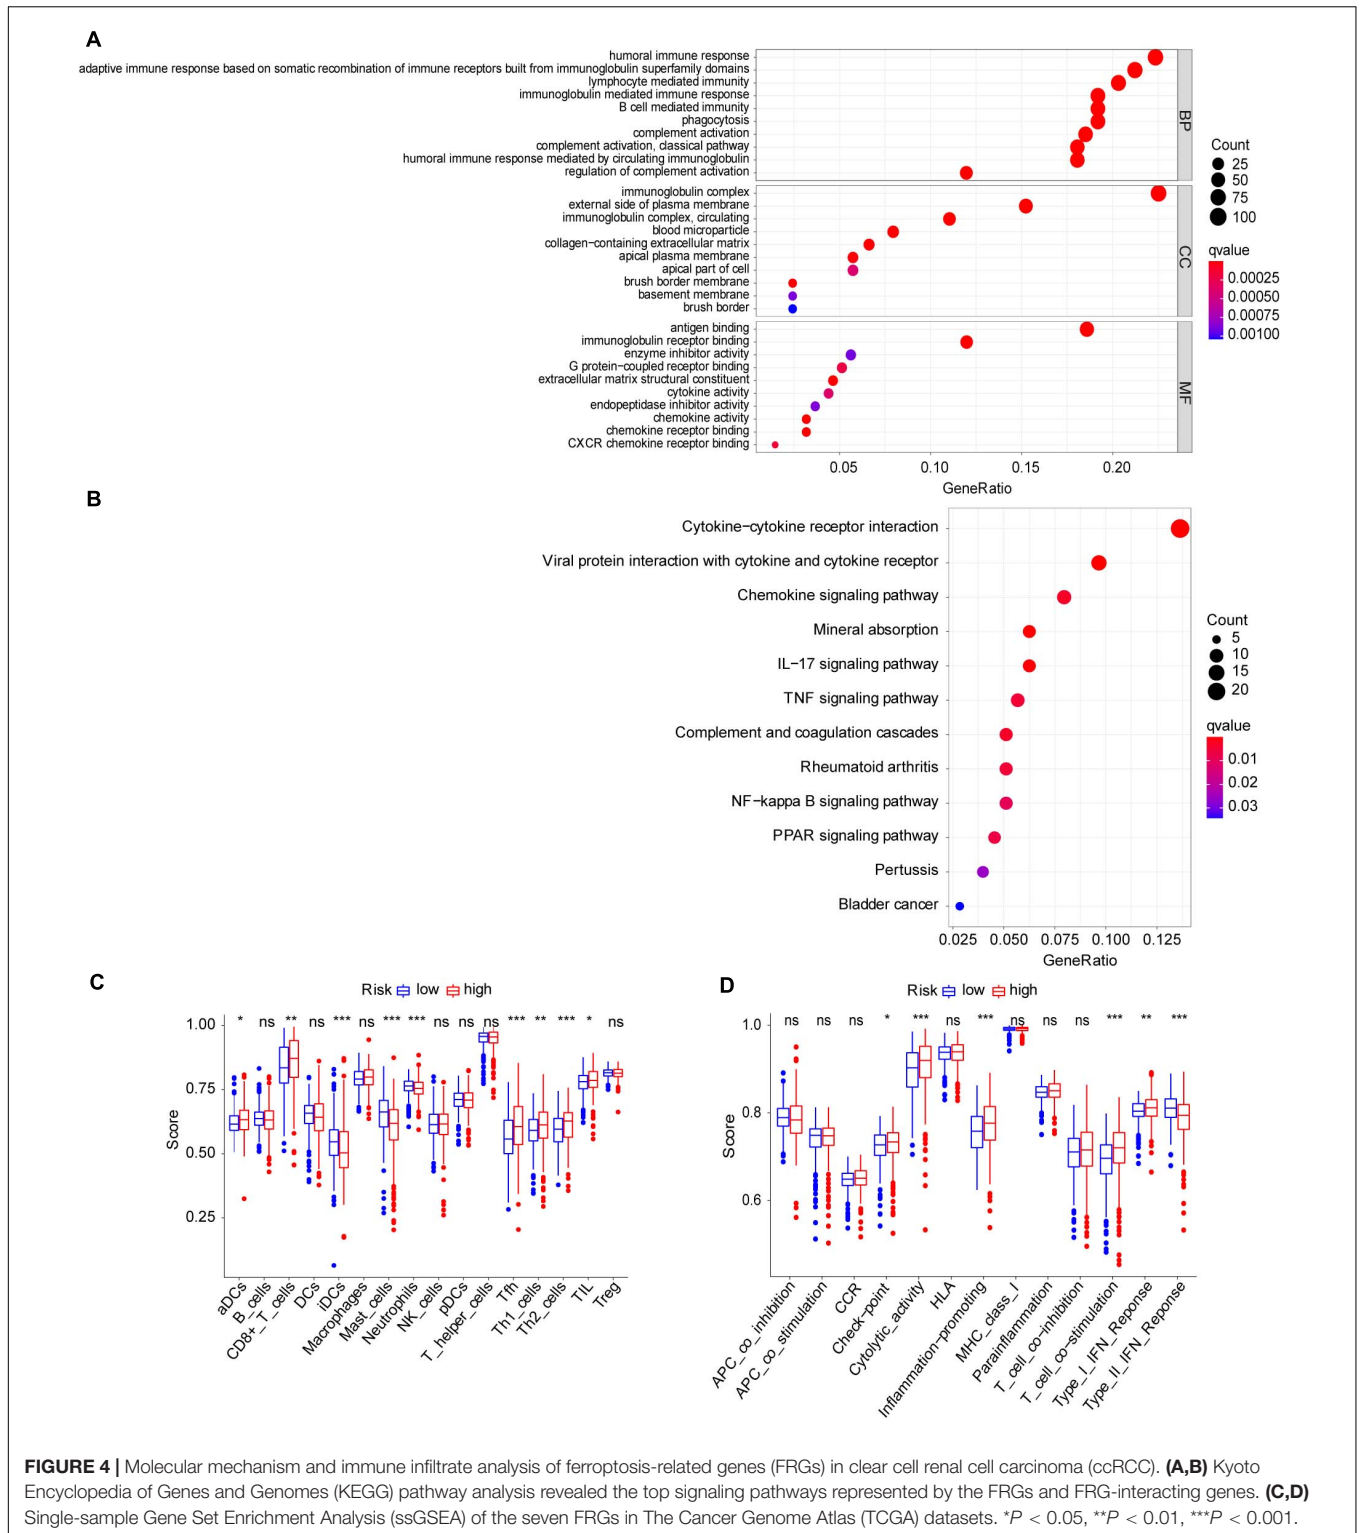 A
humoral immune response
adaptive immune response based on somatic recombination of immune receptors built from immunoglobulin superfamily domains
lymphocyte mediated immunity
immunoglobulin mediated immune response
B cell mediated immunity
phagocytosis
complement activation
complement activation, classical pathway
humoral immune response mediated by circulating immunoglobulin
regulation of complement activation
BP
immunoglobulin complex
external side of plasma membrane
immunoglobulin complex, circulating
blood microparticle
collagen−containing extracellular matrix
apical plasma membrane
apical part of cell
brush border membrane
basement membrane
brush border
CC
antigen binding
immunoglobulin receptor binding
enzyme inhibitor activity
G protein−coupled receptor binding
extracellular matrix structural constituent
cytokine activity
endopeptidase inhibitor activity
chemokine activity
chemokine receptor binding
CXCR chemokine receptor binding
MF
0.05 0.10 0.15 0.20
GeneRatio
Count
25
50
75
100
qvalue
0.00025
0.00050
0.00075
0.00100
B
Cytokine−cytokine receptor interaction
Viral protein interaction with cytokine and cytokine receptor
Chemokine signaling pathway
Mineral absorption
IL−17 signaling pathway
TNF signaling pathway
Complement and coagulation cascades
Rheumatoid arthritis
NF−kappa B signaling pathway
PPAR signaling pathway
Pertussis
Bladder cancer
0.025 0.050 0.075 0.100 0.125
GeneRatio
Count
5
10
15
20
qvalue
0.01
0.02
0.03
C
Risk low high
* ns ** ns *** ns *** *** ns ns ns *** ** *** * ns
1.00
0.75
0.50
0.25
Score
aDCs
B_cells
CD8+_T_cells
DCs
iDCs
Macrophages
Mast_cells
Neutrophils
NK_cells
pDCs
T_helper_cells
Tfh
Th1_cells
Th2_cells
TIL
Treg
D
Risk low high
ns ns ns * *** ns *** ns ns ns *** ** ***
1.0
0.8
0.6
Score
APC_co_inhibition
APC_co_stimulation
CCR
Check−point
Cytolytic_activity
HLA
Inflammation−promoting
MHC_class_I
Parainflammation
T_cell_co−inhibition
T_cell_co−stimulation
Type_I_IFN_Reponse
Type_II_IFN_Reponse
FIGURE 4 | Molecular mechanism and immune infiltrate analysis of ferroptosis-related genes (FRGs) in clear cell renal cell carcinoma (ccRCC). (A,B) Kyoto
Encyclopedia of Genes and Genomes (KEGG) pathway analysis revealed the top signaling pathways represented by the FRGs and FRG-interacting genes. (C,D)
Single-sample Gene Set Enrichment Analysis (ssGSEA) of the seven FRGs in The Cancer Genome Atlas (TCGA) datasets. *P < 0.05, **P < 0.01, ***P < 0.001.